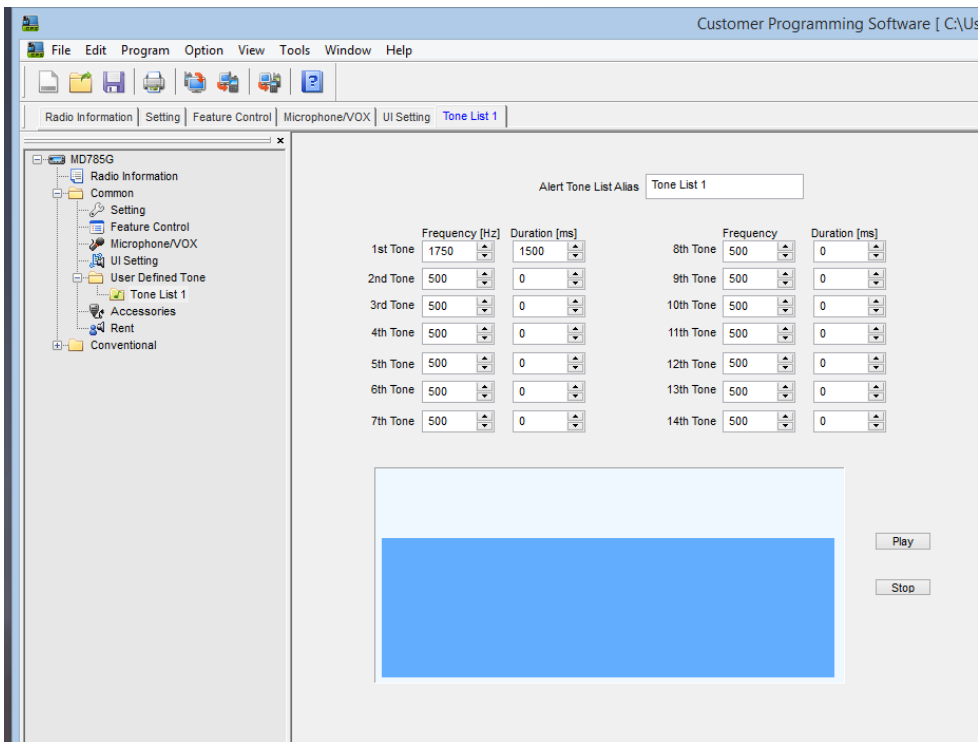 Customer Programming Software [ C:\Us
File Edit Program Option View Tools Window Help
Radio Information Setting Feature Control Microphone/VOX UI Setting Tone List 1
MD785G
Radio Information
Common
Setting
Feature Control
Microphone/VOX
UI Setting
User Defined Tone
Tone List 1
Accessories
Rent
Conventional
Alert Tone List Alias Tone List 1
Frequency [Hz] Duration [ms] Frequency Duration [ms]
1st Tone 1750 1500 8th Tone 500 0
2nd Tone 500 0 9th Tone 500 0
3rd Tone 500 0 10th Tone 500 0
4th Tone 500 0 11th Tone 500 0
5th Tone 500 0 12th Tone 500 0
6th Tone 500 0 13th Tone 500 0
7th Tone 500 0 14th Tone 500 0
Play
Stop